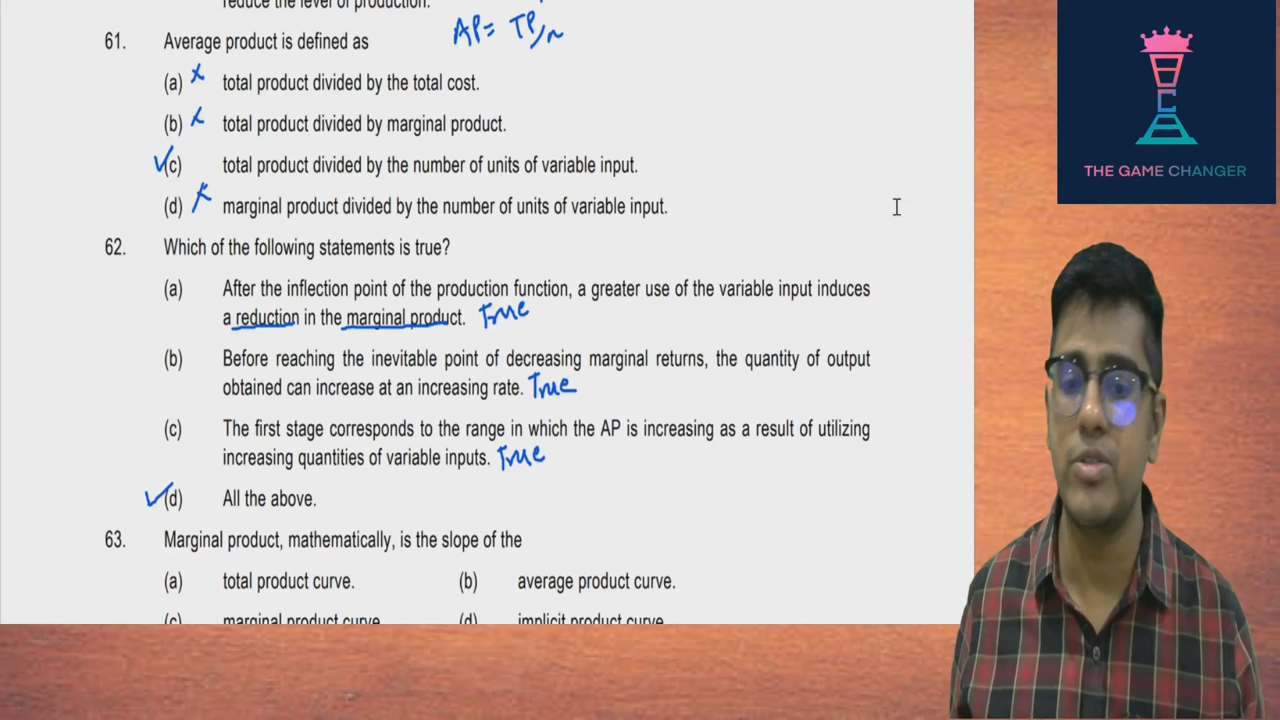 reduce the level of production.
61. Average product is defined as AP = TP/n
(a) total product divided by the total cost.
(b) total product divided by marginal product.
(c) total product divided by the number of units of variable input.
(d) marginal product divided by the number of units of variable input.
62. Which of the following statements is true?
(a) After the inflection point of the production function, a greater use of the variable input induces
a reduction in the marginal product. True
(b) Before reaching the inevitable point of decreasing marginal returns, the quantity of output
obtained can increase at an increasing rate. True
(c) The first stage corresponds to the range in which the AP is increasing as a result of utilizing
increasing quantities of variable inputs. True
(d) All the above.
63. Marginal product, mathematically, is the slope of the
(a) total product curve. (b) average product curve.
(c) marginal product curve (d) implicit product curve
THE GAME CHANGER